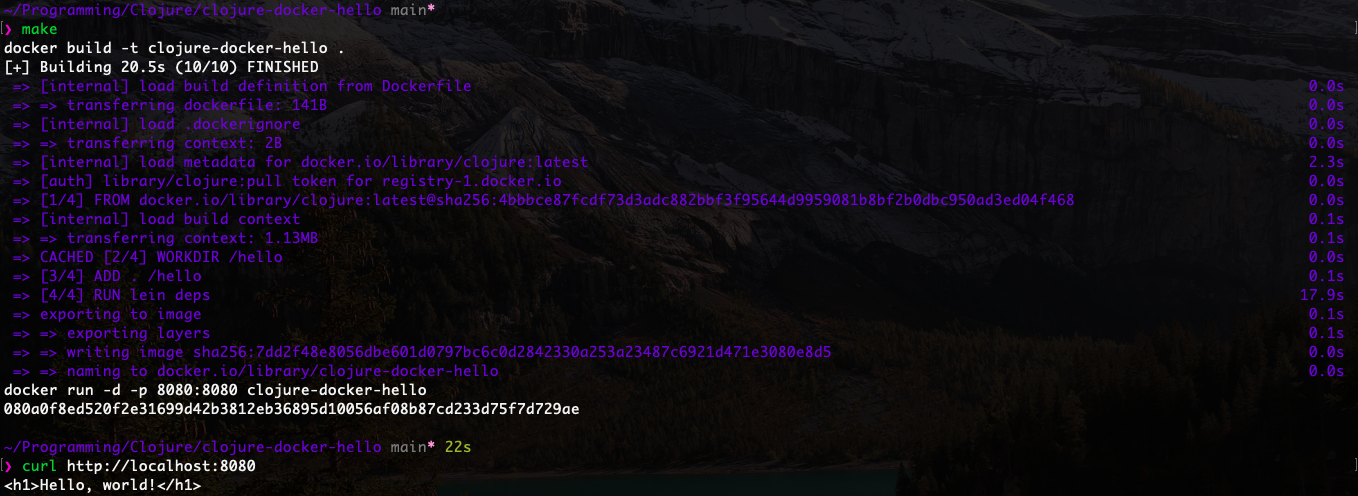 ~/Programming/Clojure/clojure-docker-hello main*
❯ make
docker build -t clojure-docker-hello .
[+] Building 20.5s (10/10) FINISHED
=> [internal] load build definition from Dockerfile 0.0s
=> => transferring dockerfile: 141B 0.0s
=> [internal] load .dockerignore 0.0s
=> => transferring context: 2B 0.0s
=> [internal] load metadata for docker.io/library/clojure:latest 2.3s
=> [auth] library/clojure:pull token for registry-1.docker.io 0.0s
=> [1/4] FROM docker.io/library/clojure:latest@sha256:4bbbce87fcdf73d3adc882bbf3f95644d9959081b8bf2b0dbc950ad3ed04f468 0.0s
=> [internal] load build context 0.1s
=> => transferring context: 1.13MB 0.1s
=> CACHED [2/4] WORKDIR /hello 0.0s
=> [3/4] ADD . /hello 0.1s
=> [4/4] RUN lein deps 17.9s
=> exporting to image 0.1s
=> => exporting layers 0.1s
=> => writing image sha256:7dd2f48e8056dbe601d0797bc6c0d2842330a253a23487c6921d471e3080e8d5 0.0s
=> => naming to docker.io/library/clojure-docker-hello 0.0s
docker run -d -p 8080:8080 clojure-docker-hello
080a0f8ed520f2e31699d42b3812eb36895d10056af08b87cd233d75f7d729ae
~/Programming/Clojure/clojure-docker-hello main* 22s
❯ curl http://localhost:8080
<h1>Hello, world!</h1>